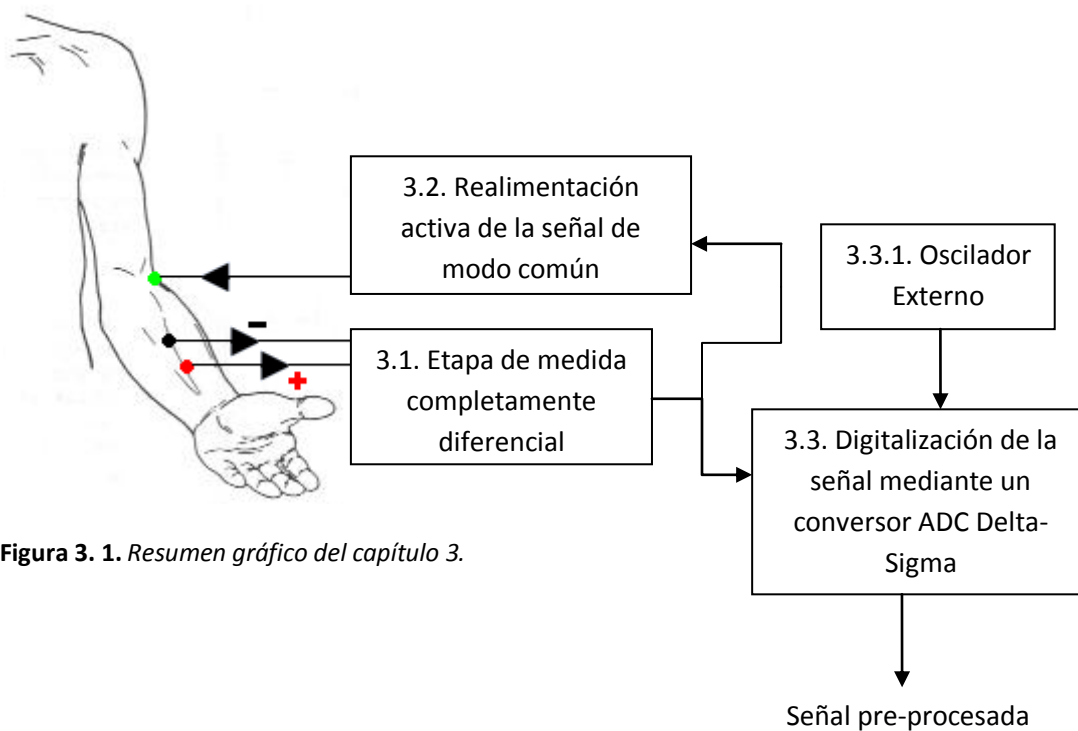 3.2. Realimentación
activa de la señal de
modo común
3.3.1. Oscilador
Externo
-
+
3.1. Etapa de medida
completamente
diferencial
3.3. Digitalización de la
señal mediante un
conversor ADC Delta-
Sigma
Figura 3. 1. Resumen gráfico del capítulo 3.
Señal pre-procesada